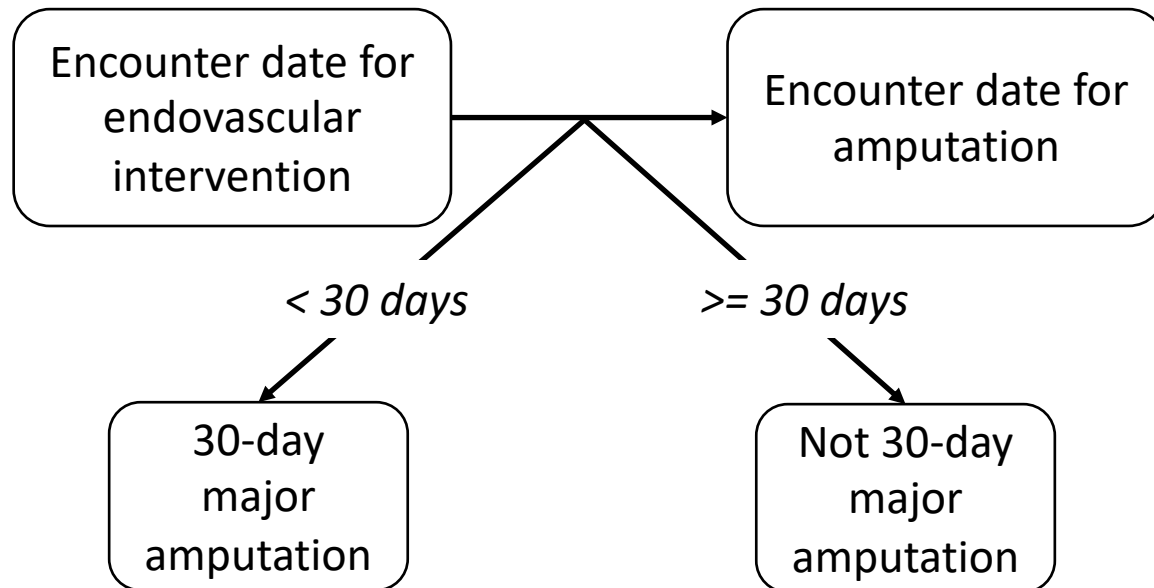 Encounter date for
endovascular
intervention
Encounter date for
amputation
< 30 days
>= 30 days
30-day
major
amputation
Not 30-day
major
amputation